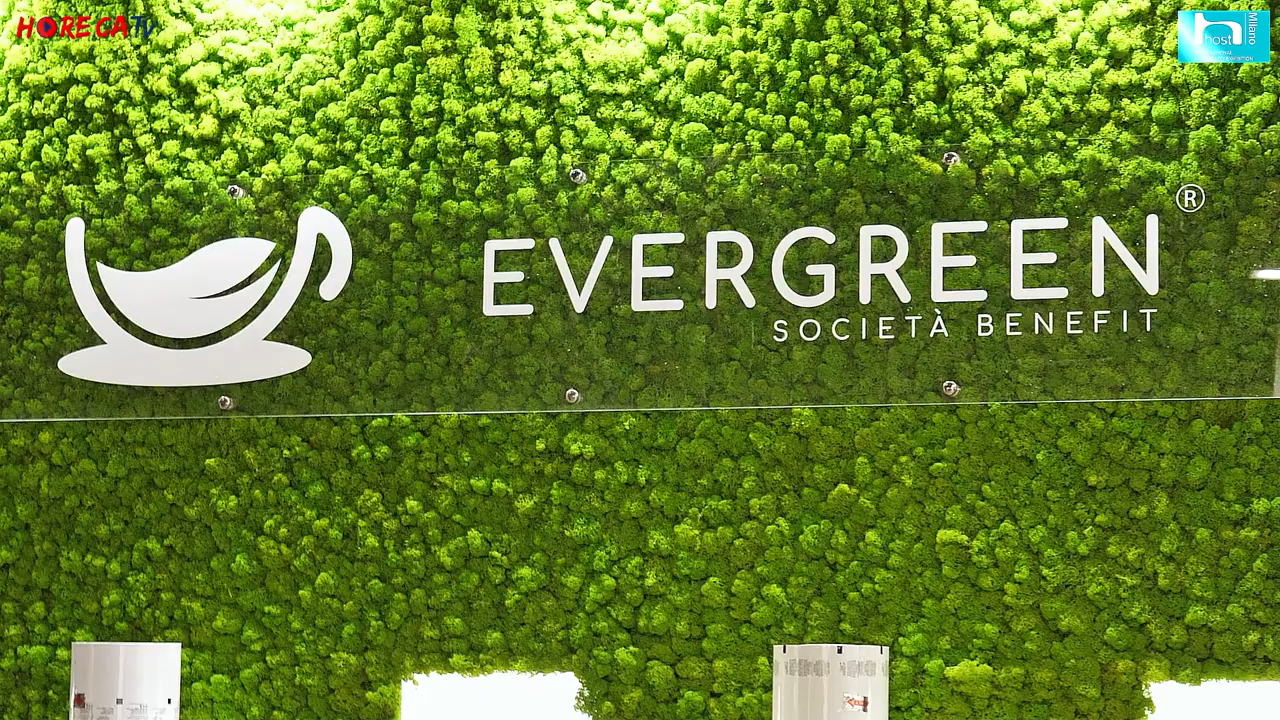 HORECATV
host
Milano
EVERGREEN®
SOCIETÀ BENEFIT